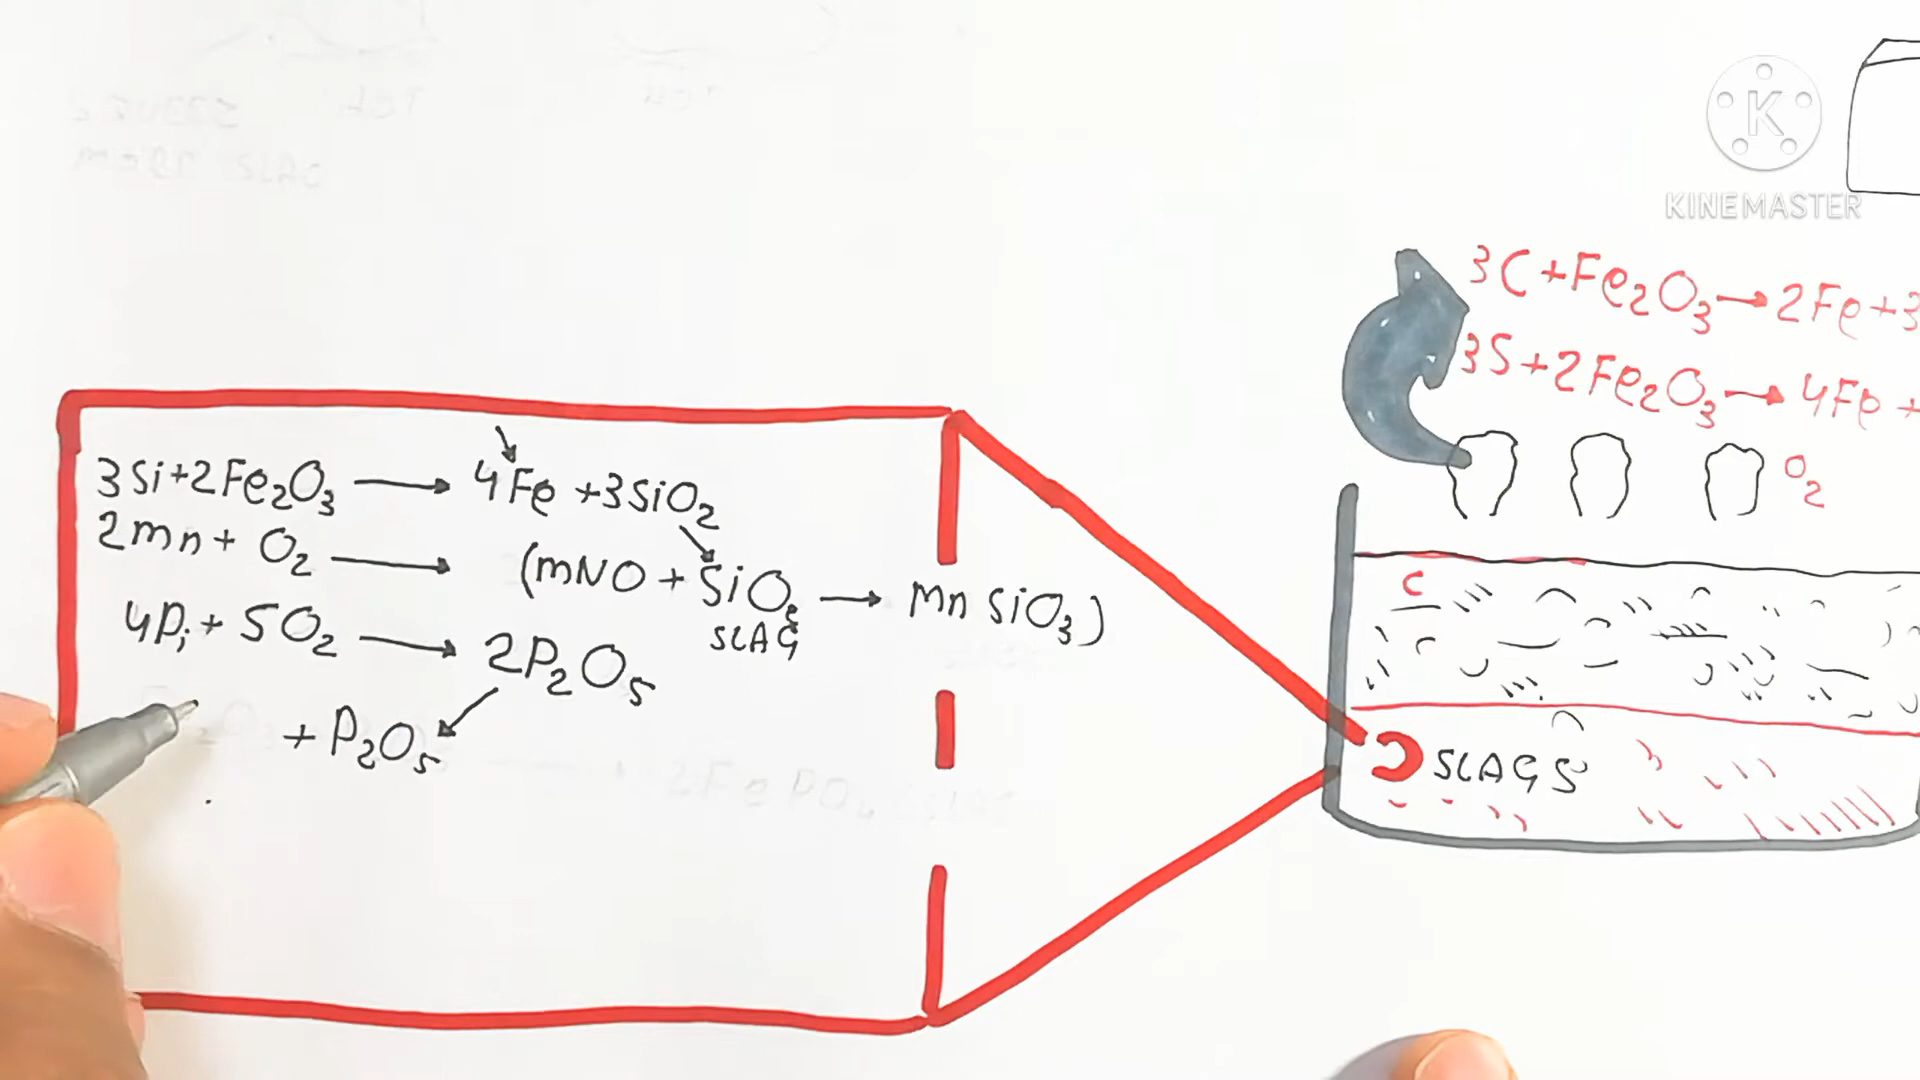 3Si+2Fe2O3 → 4Fe +3SiO2
2mn + O2 → (mNO + SiO2 → Mn SiO3)
SLAG
4Pi + 5O2 → 2P2O5
+ P2O5
K
KINEMASTER
3C+Fe2O3→2Fe+3
3S+2Fe2O3→4Fe+
O2
C
SLAGS